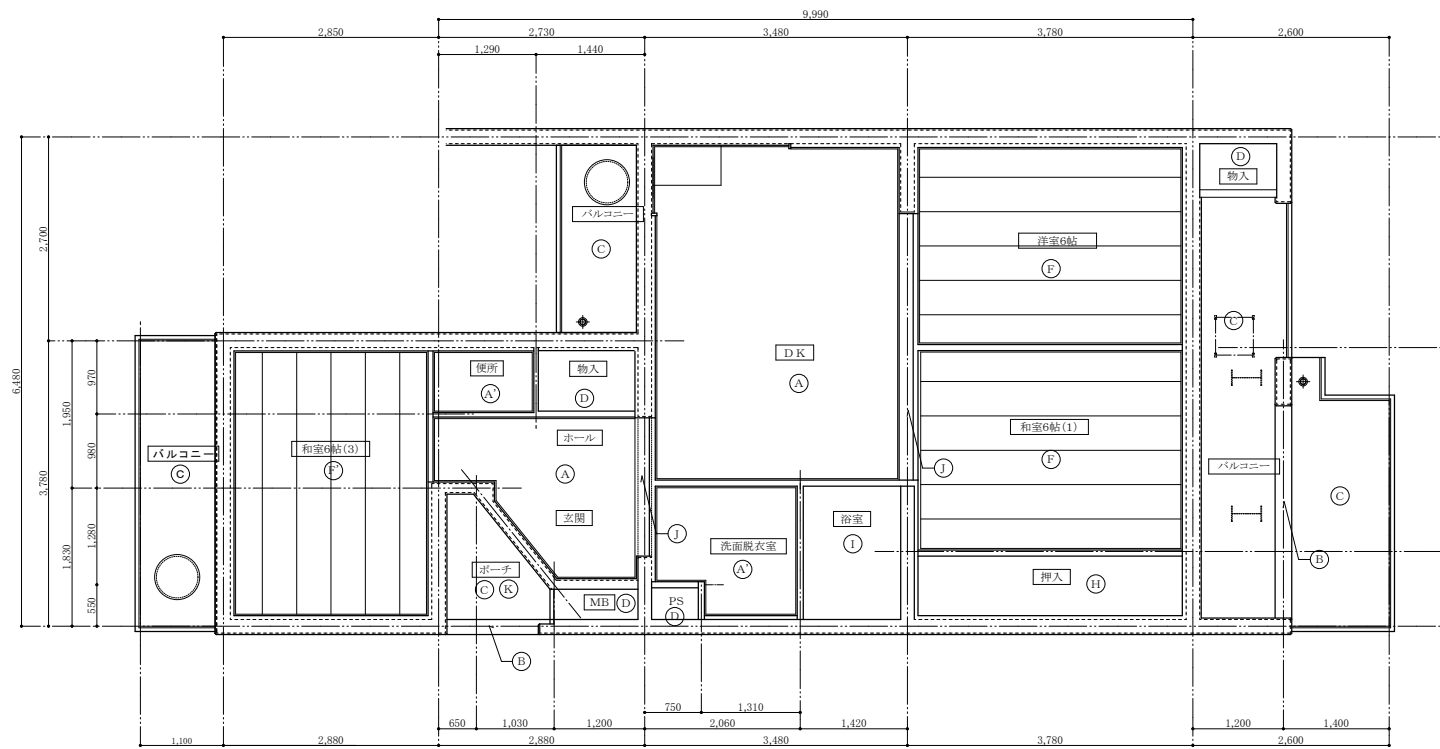 9,990
2,850
2,730
3,480
3,780
2,600
1,290
1,440
D
物入
バルコニー
C
洋室6帖
F
2,700
6,480
C
DK
A
便所
A'
物入
D
970
1,950
和室6帖(3)
F'
ホール
A
和室6帖(1)
F
J
バルコニー
バルコニー
C
980
3,780
C
玄関
浴室
I
J
洗面脱衣室
A'
1,280
1,830
ポーチ
C
K
押入
H
B
MB
D
PS
D
550
B
750
1,310
650
1,030
1,200
2,060
1,420
1,200
1,400
1,100
2,880
2,880
3,480
3,780
2,600